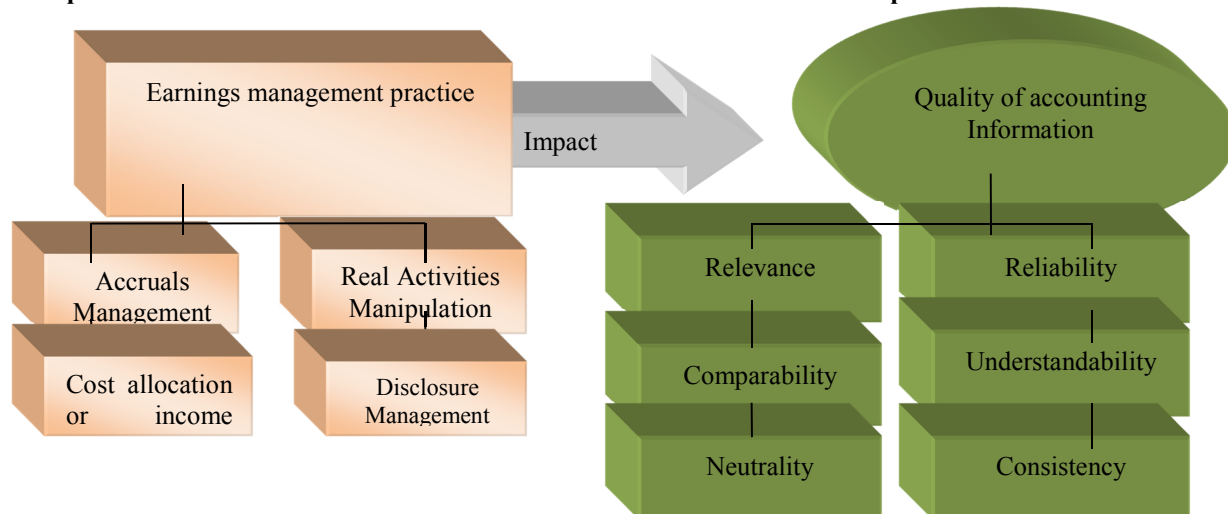 Earnings management practice
Impact
Quality of accounting
Information
Accruals
Management
Real Activities
Manipulation
Cost allocation
or income
Disclosure
Management
Relevance
Reliability
Comparability
Understandability
Neutrality
Consistency